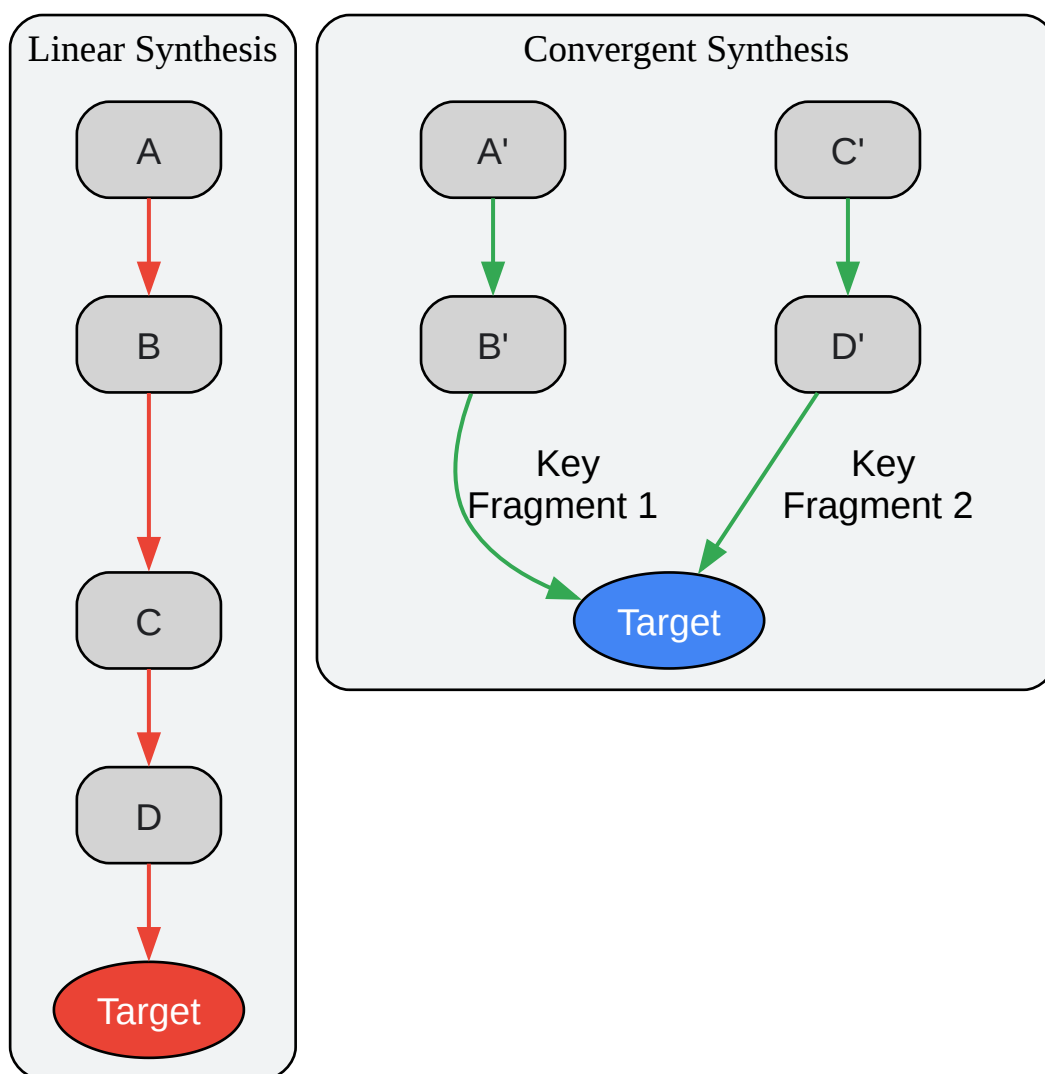 Linear Synthesis
A
B
C
D
Target
Convergent Synthesis
A'
C'
B'
D'
Key
Fragment 1
Key
Fragment 2
Target